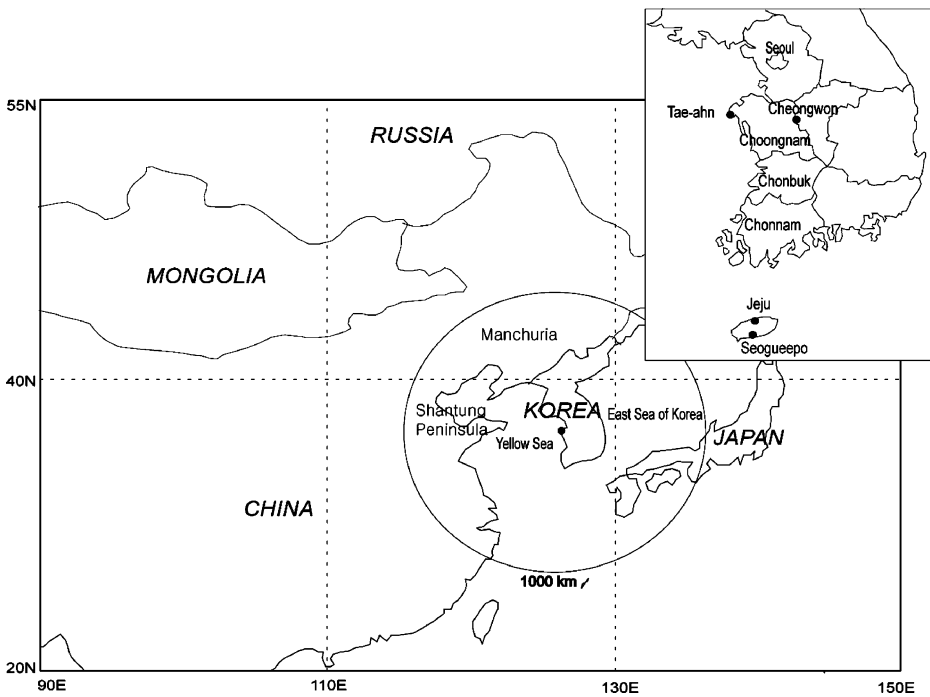 Seoul
Tae-ahn
Cheongwon
Choongnam
Chonbuk
Chonnam
Jeju
Seogueepo
55N
RUSSIA
MONGOLIA
Manchuria
40N
Shantung
Peninsula
KOREA
East Sea of Korea
Yellow Sea
JAPAN
CHINA
1000 km
20N
90E
110E
130E
150E